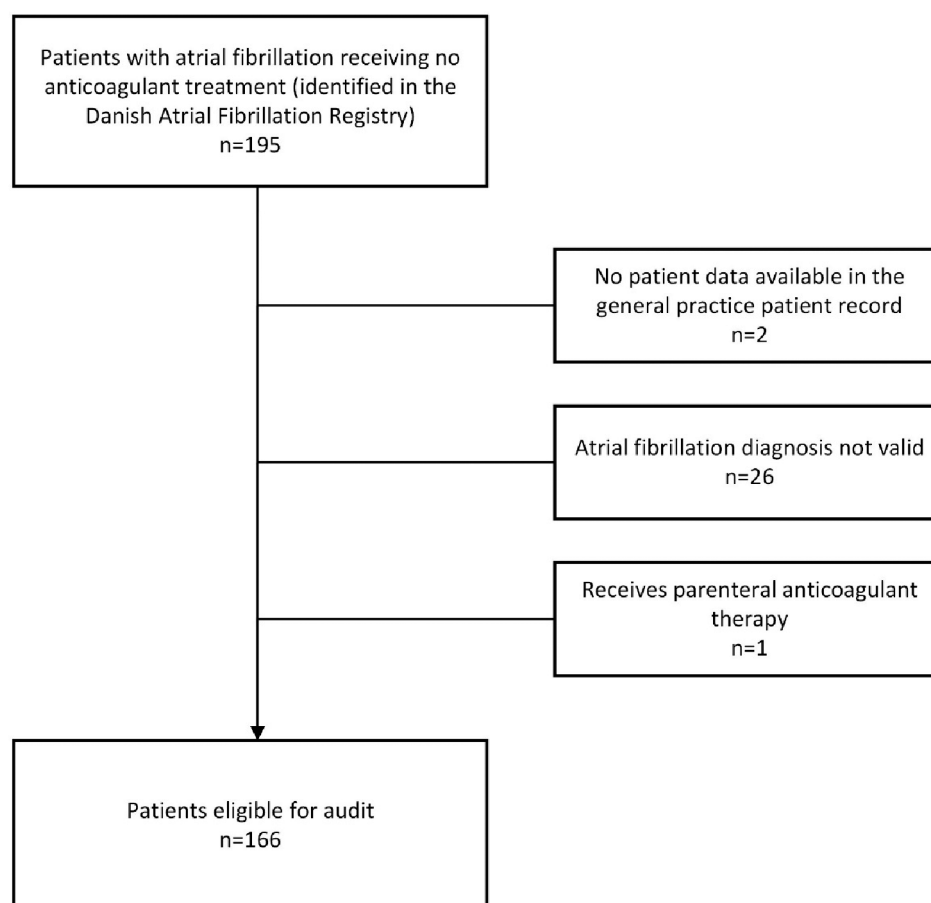 Patients with atrial fibrillation receiving no
anticoagulant treatment (identified in the
Danish Atrial Fibrillation Registry)
n=195
No patient data available in the
general practice patient record
n=2
Atrial fibrillation diagnosis not valid
n=26
Receives parenteral anticoagulant
therapy
n=1
Patients eligible for audit
n=166